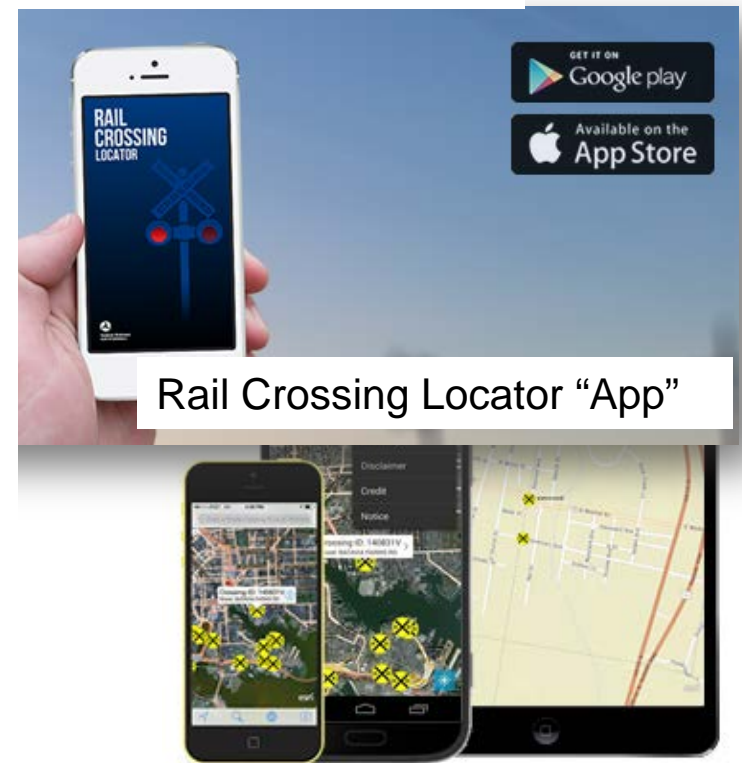 GET IT ON
Google play
Available on the
App Store
RAIL
CROSSING
LOCATOR
Rail Crossing Locator “App”
Disclaimer
Credit
Notice
Crossing ID: 140831V
esri